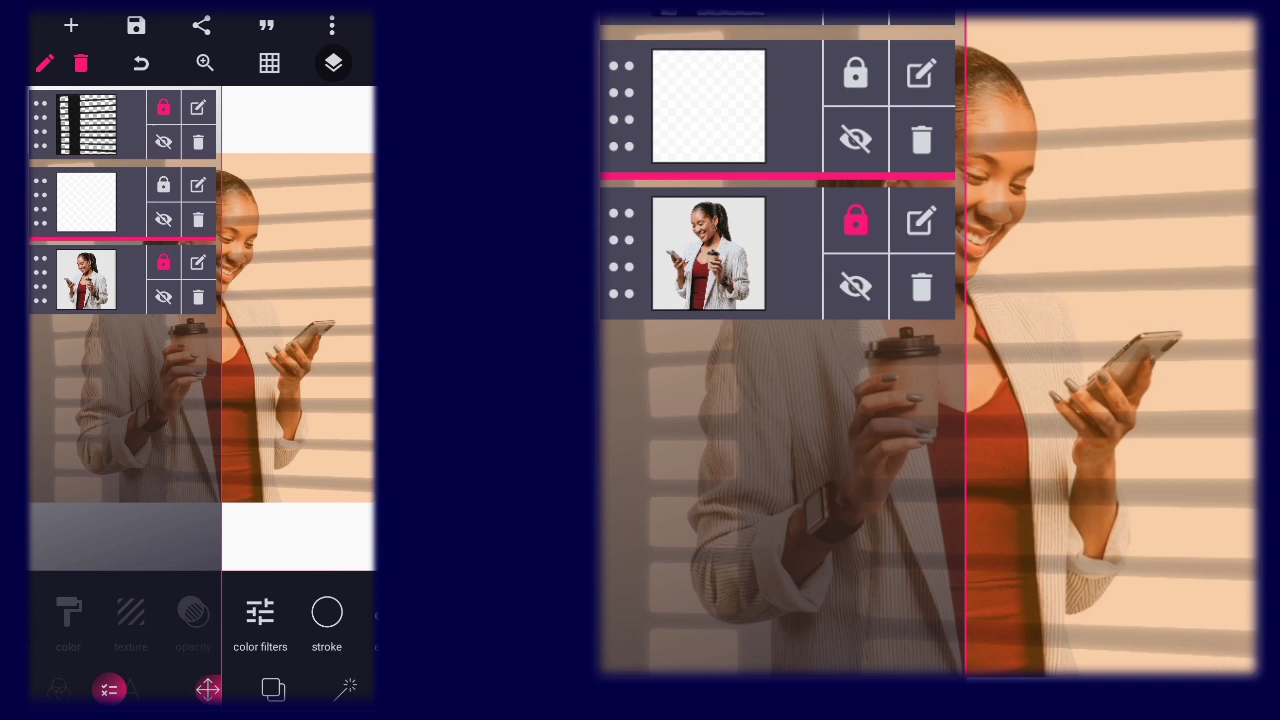 color
texture
opacity
color filters
stroke